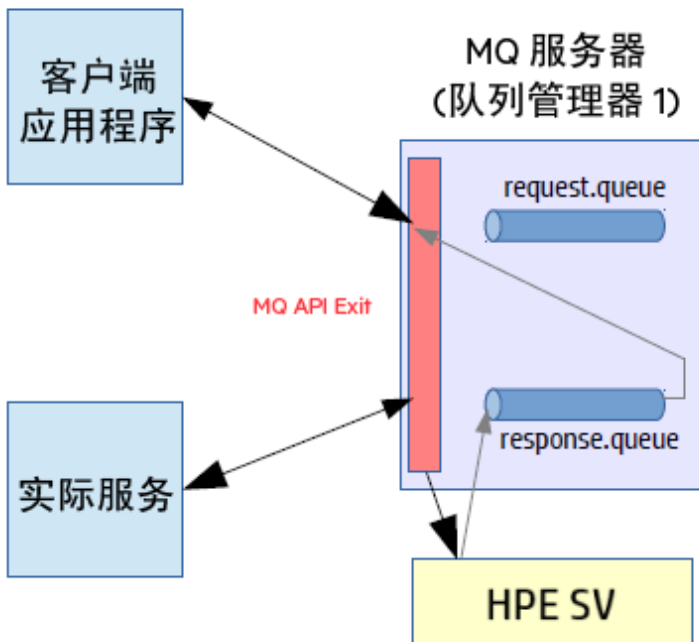 客户端
应用程序
MQ 服务器
(队列管理器 1)
request.queue
MQ API Exit
实际服务
response.queue
HPE SV